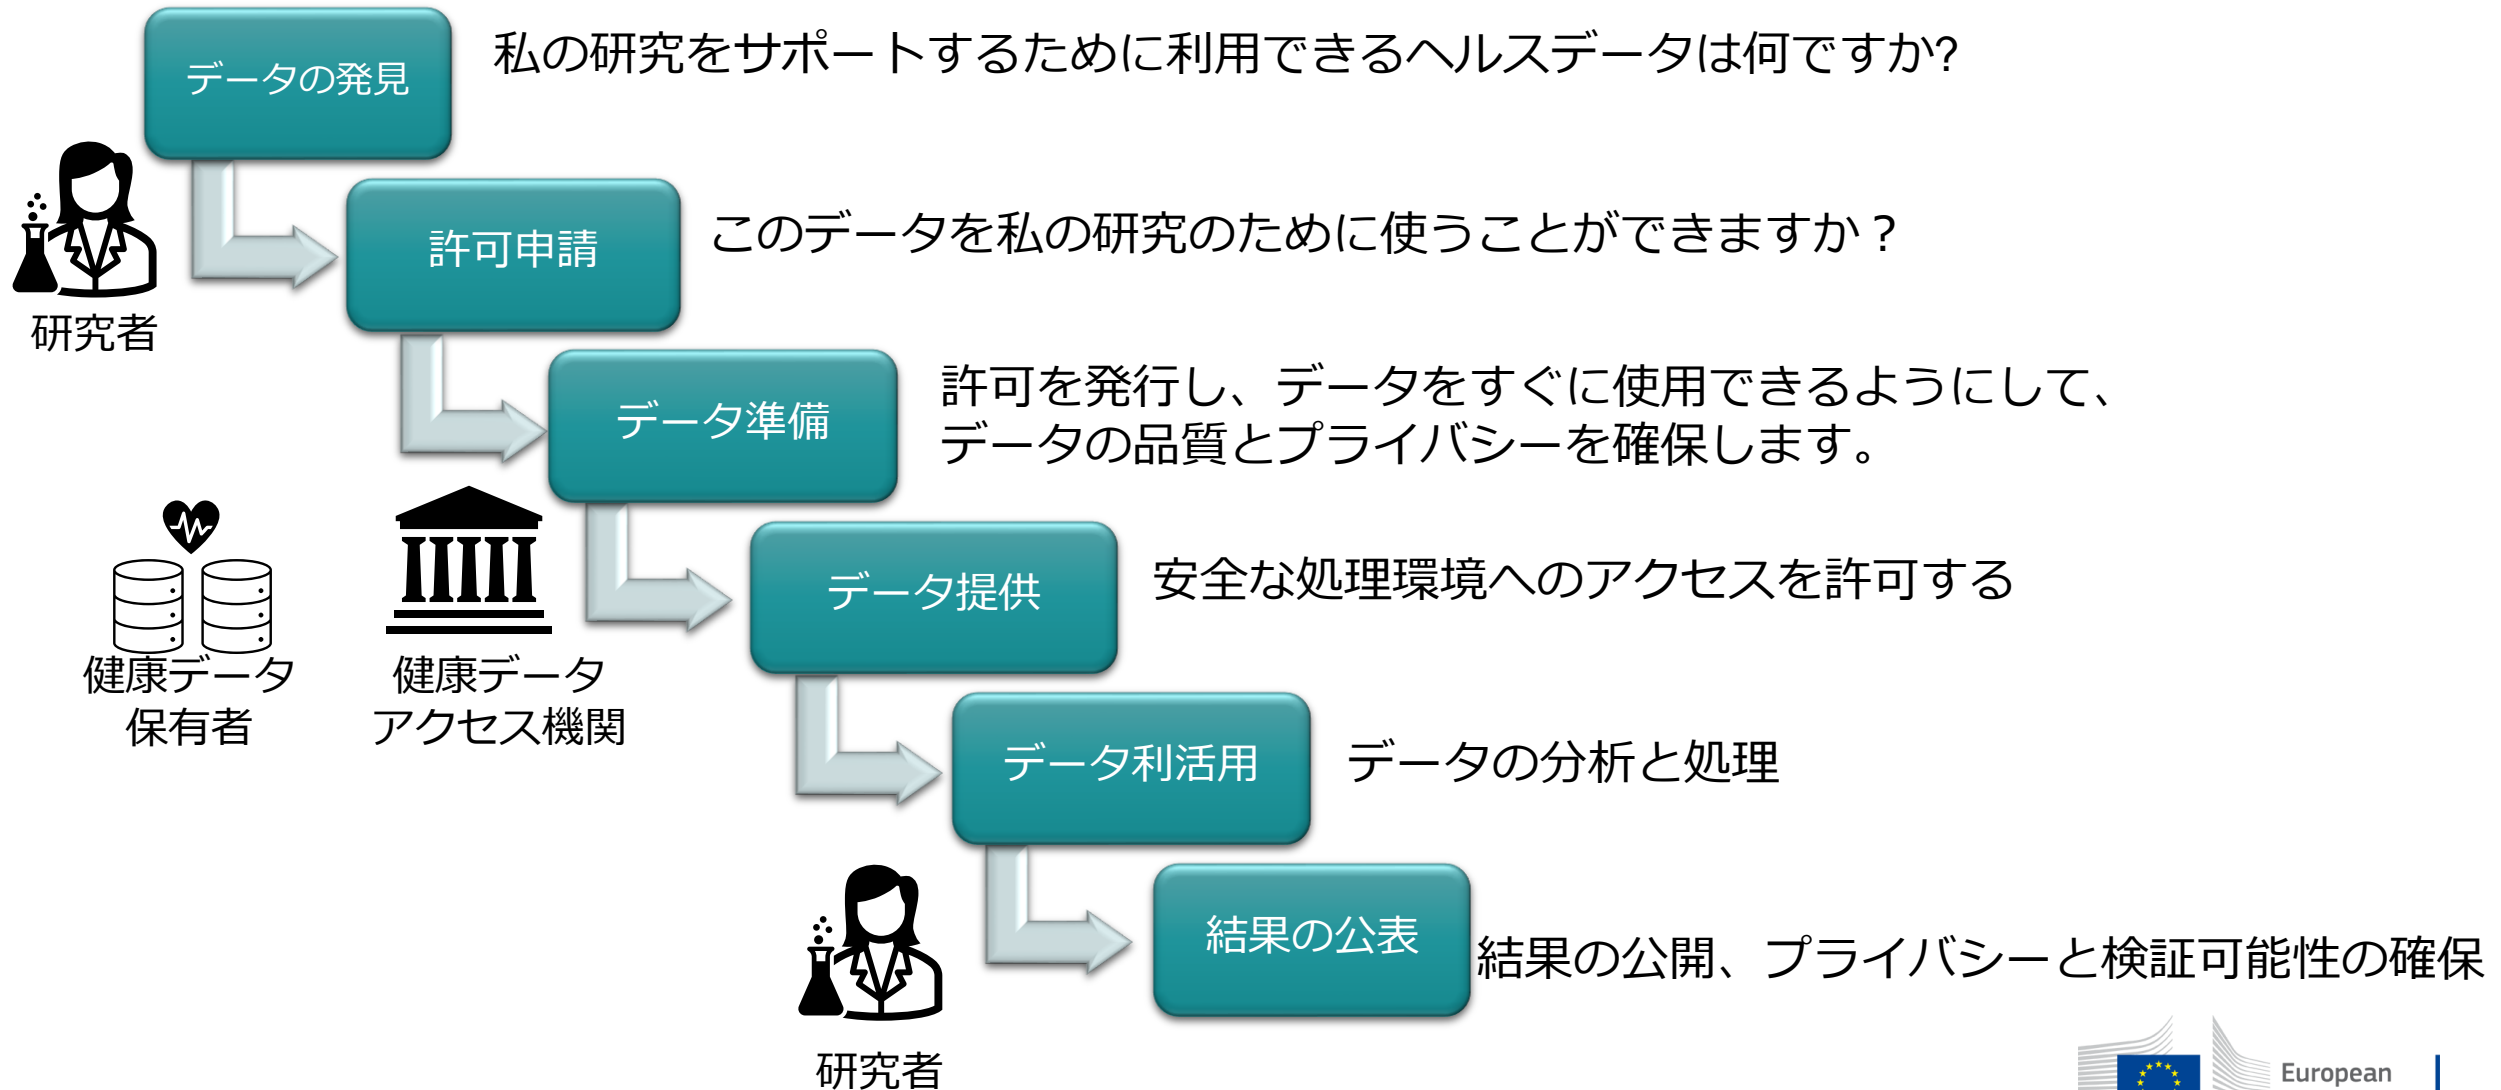 データの発見
私の研究をサポートするために利用できるヘルスデータは何ですか?
研究者
許可申請
このデータを私の研究のために使うことができますか？
データ準備
許可を発行し、データをすぐに使用できるようにして、
データの品質とプライバシーを確保します。
健康データ
保有者
健康データ
アクセス機関
データ提供
安全な処理環境へのアクセスを許可する
データ利活用
データの分析と処理
研究者
結果の公表
結果の公開、プライバシーと検証可能性の確保
European